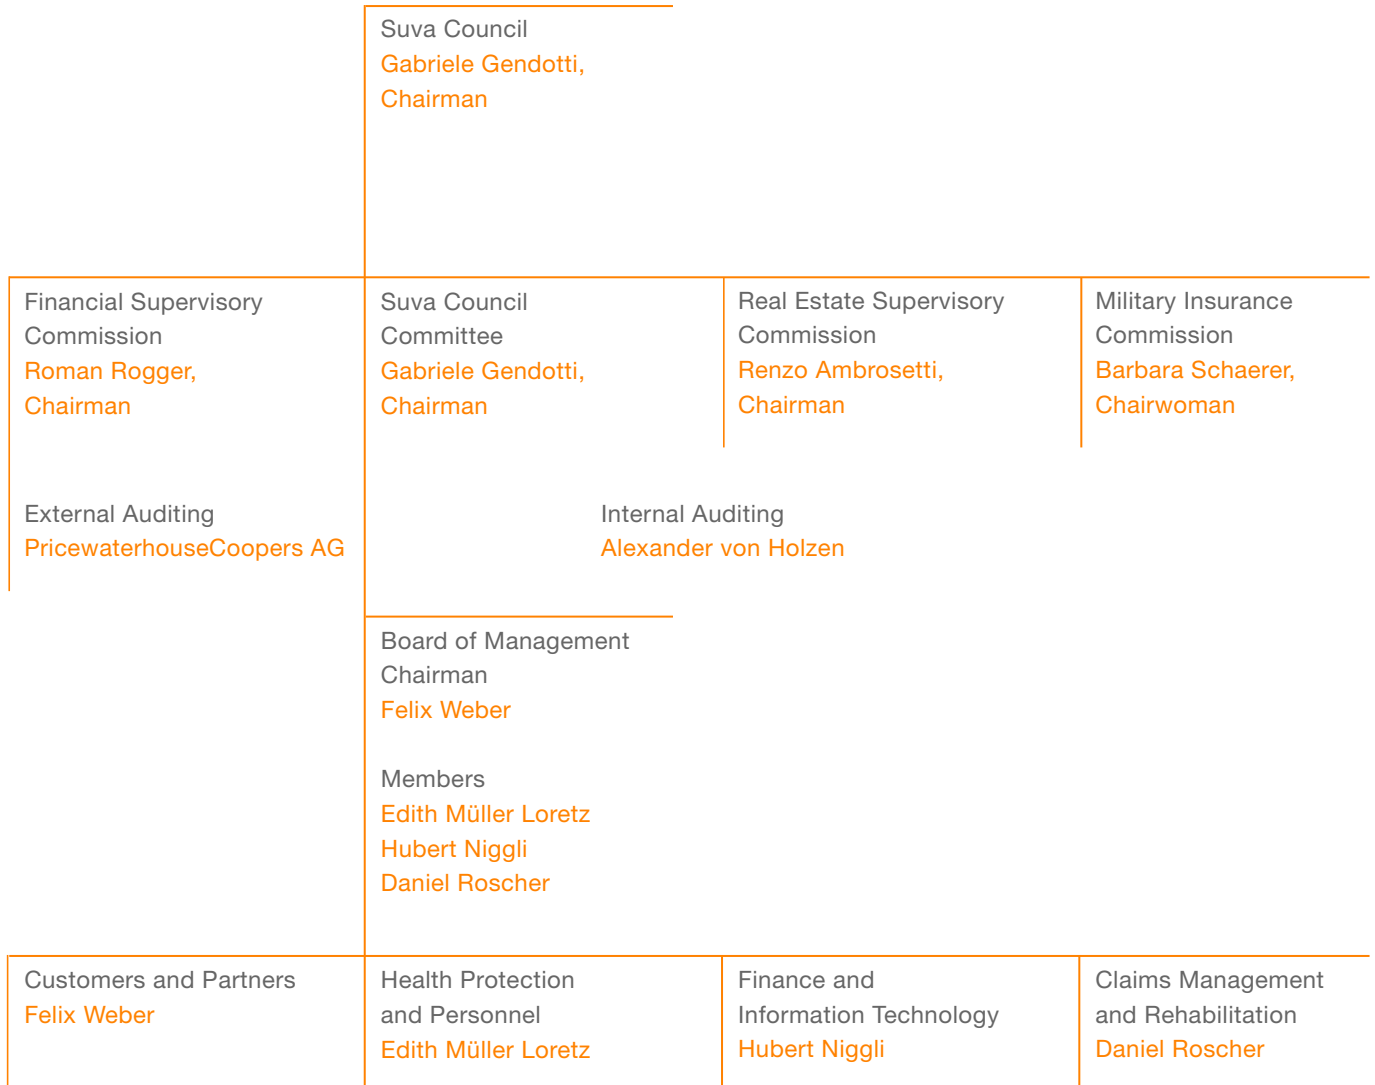 Suva Council
Gabriele Gendotti,
Chairman
Financial Supervisory
Commission
Roman Rogger,
Chairman
Suva Council
Committee
Gabriele Gendotti,
Chairman
Real Estate Supervisory
Commission
Renzo Ambrosetti,
Chairman
Military Insurance
Commission
Barbara Schaerer,
Chairwoman
External Auditing
PricewaterhouseCoopers AG
Internal Auditing
Alexander von Holzen
Board of Management
Chairman
Felix Weber
Members
Edith Müller Loretz
Hubert Niggli
Daniel Roscher
Customers and Partners
Felix Weber
Health Protection
and Personnel
Edith Müller Loretz
Finance and
Information Technology
Hubert Niggli
Claims Management
and Rehabilitation
Daniel Roscher